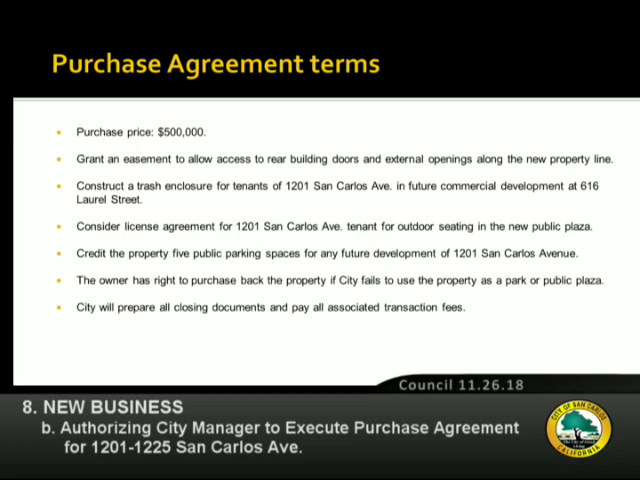 Purchase Agreement terms
Purchase price: $500,000.
Grant an easement to allow access to rear building doors and external openings along the new property line.
Construct a trash enclosure for tenants of 1201 San Carlos Ave. in future commercial development at 616
Laurel Street.
Consider license agreement for 1201 San Carlos Ave. tenant for outdoor seating in the new public plaza.
Credit the property five public parking spaces for any future development of 1201 San Carlos Avenue.
The owner has right to purchase back the property if City fails to use the property as a park or public plaza.
City will prepare all closing documents and pay all associated transaction fees.
Council 11.26.18
8. NEW BUSINESS
b. Authorizing City Manager to Execute Purchase Agreement
for 1201-1225 San Carlos Ave.
CITY OF SAN CARLOS
The City of Good
Living
CALIFORNIA